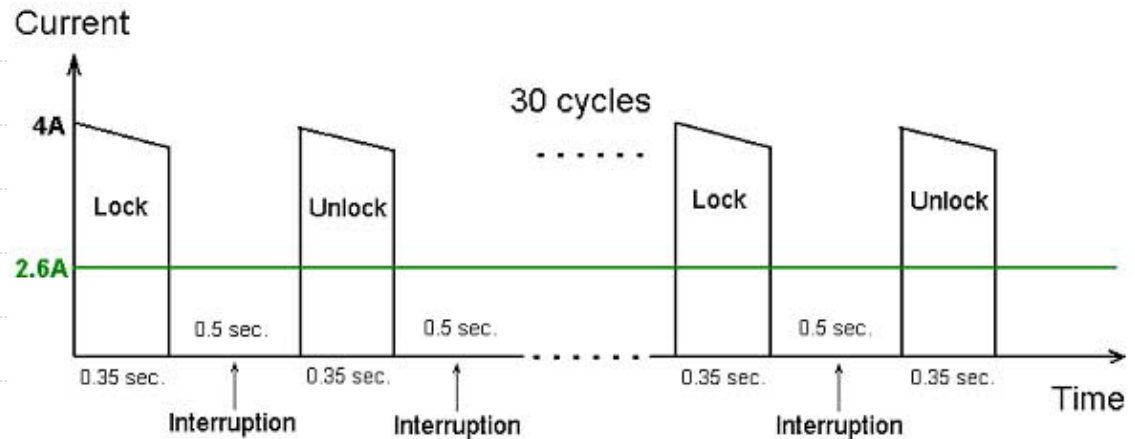 Current
30 cycles
4A
Lock
Unlock
Lock
Unlock
2.6A
0.5 sec.
0.5 sec.
0.5 sec.
0.35 sec.
0.35 sec.
0.35 sec.
0.35 sec.
Time
Interruption
Interruption
Interruption